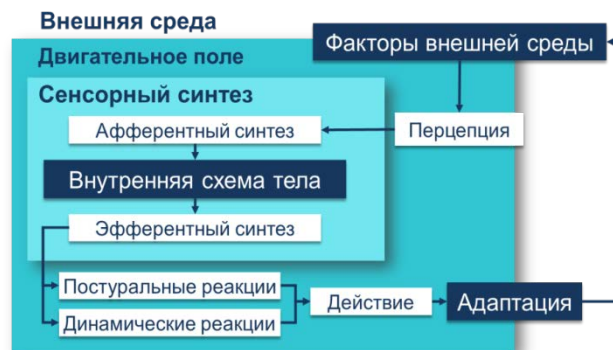 Внешняя среда
Факторы внешней среды
Двигательное поле
Сенсорный синтез
Афферентный синтез
Перцепция
Внутренняя схема тела
Эфферентный синтез
Постуральные реакции
Действие
Адаптация
Динамические реакции